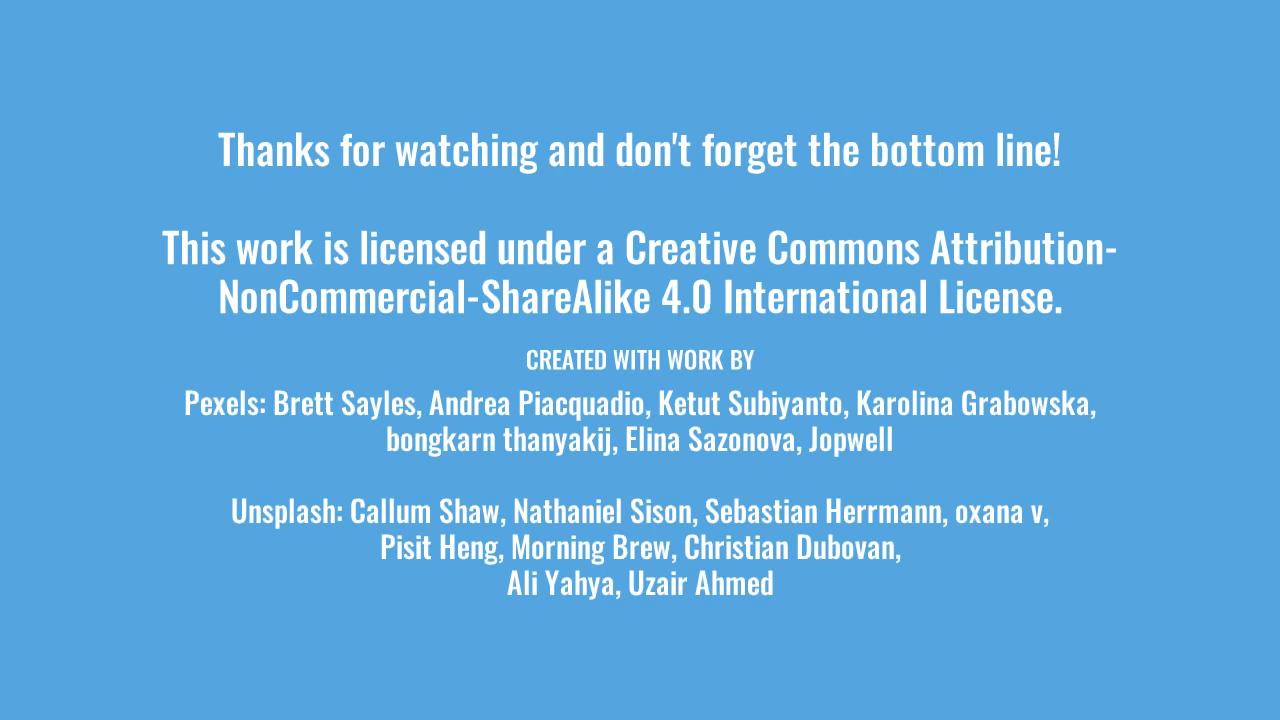 Thanks for watching and don't forget the bottom line!
This work is licensed under a Creative Commons Attribution-
NonCommercial-ShareAlike 4.0 International License.
CREATED WITH WORK BY
Pexels: Brett Sayles, Andrea Piacquadio, Ketut Subiyanto, Karolina Grabowska,
bongkarn thanyakij, Elina Sazonova, Jopwell
Unsplash: Callum Shaw, Nathaniel Sison, Sebastian Herrmann, oxana v,
Pisit Heng, Morning Brew, Christian Dubovan,
Ali Yahya, Uzair Ahmed